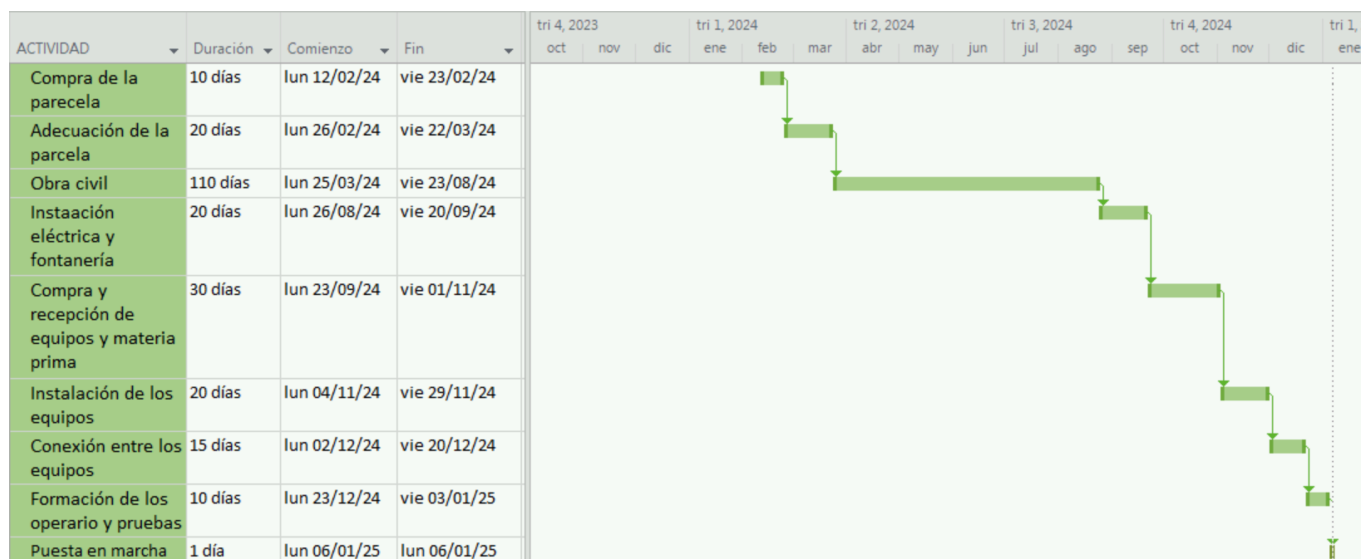 tri 4, 2023 tri 1, 2024 tri 2, 2024 tri 3, 2024 tri 4, 2024 tri 1,
ACTIVIDAD Duración Comienzo Fin oct nov dic ene feb mar abr may jun jul ago sep oct nov dic ene
Compra de la 10 días lun 12/02/24 vie 23/02/24
parecela
Adecuación de la 20 días lun 26/02/24 vie 22/03/24
parcela
Obra civil 110 días lun 25/03/24 vie 23/08/24
Instaación 20 días lun 26/08/24 vie 20/09/24
eléctrica y
fontanería
Compra y 30 días lun 23/09/24 vie 01/11/24
recepción de
equipos y materia
prima
Instalación de los 20 días lun 04/11/24 vie 29/11/24
equipos
Conexión entre los 15 días lun 02/12/24 vie 20/12/24
equipos
Formación de los 10 días lun 23/12/24 vie 03/01/25
operario y pruebas
Puesta en marcha 1 día lun 06/01/25 lun 06/01/25